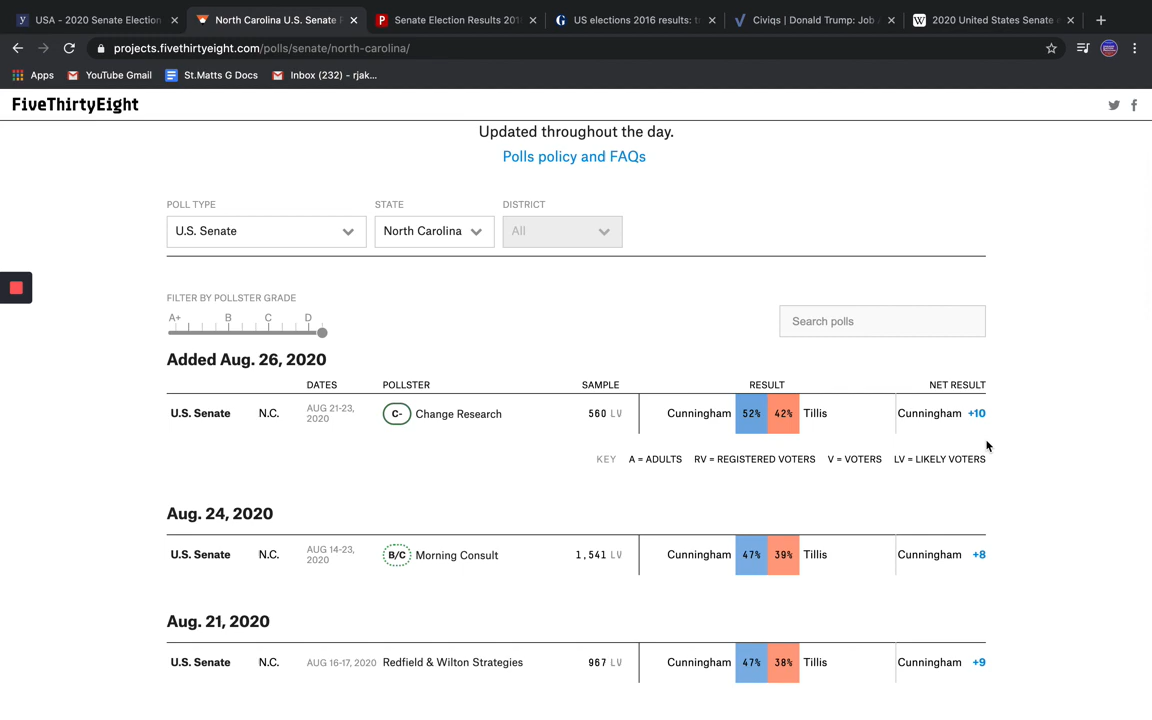 USA - 2020 Senate Election
North Carolina U.S. Senate P
Senate Election Results 201
US elections 2016 results: t
Civiqs | Donald Trump: Job
2020 United States Senate
projects.fivethirtyeight.com/polls/senate/north-carolina/
Apps YouTube Gmail St.Matts G Docs Inbox (232) - rjak...
FiveThirtyEight
Updated throughout the day.
Polls policy and FAQs
POLL TYPE STATE DISTRICT
U.S. Senate North Carolina All
FILTER BY POLLSTER GRADE
A+ B C D
Search polls
Added Aug. 26, 2020
DATES POLLSTER SAMPLE RESULT NET RESULT
U.S. Senate N.C. AUG 21-23, 2020 C- Change Research 560 LV Cunningham 52% 42% Tillis Cunningham +10
KEY A = ADULTS RV = REGISTERED VOTERS V = VOTERS LV = LIKELY VOTERS
Aug. 24, 2020
U.S. Senate N.C. AUG 14-23, 2020 B/C Morning Consult 1,541 LV Cunningham 47% 39% Tillis Cunningham +8
Aug. 21, 2020
U.S. Senate N.C. AUG 16-17, 2020 Redfield & Wilton Strategies 967 LV Cunningham 47% 38% Tillis Cunningham +9